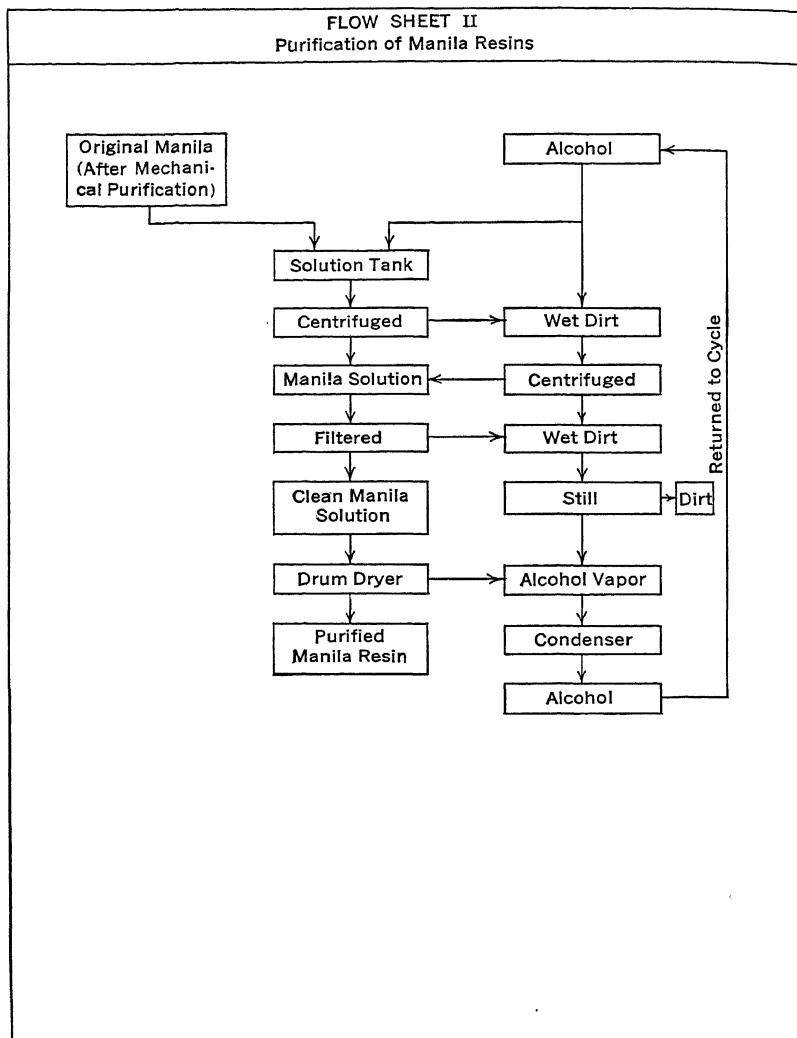 FLOW SHEET II
Purification of Manila Resins
Original Manila
(After Mechani-
cal Purification)
Alcohol
Solution Tank
Centrifuged
Wet Dirt
Manila Solution
Centrifuged
Filtered
Wet Dirt
Clean Manila
Solution
Still
Dirt
Drum Dryer
Alcohol Vapor
Purified
Manila Resin
Condenser
Alcohol
Returned to Cycle